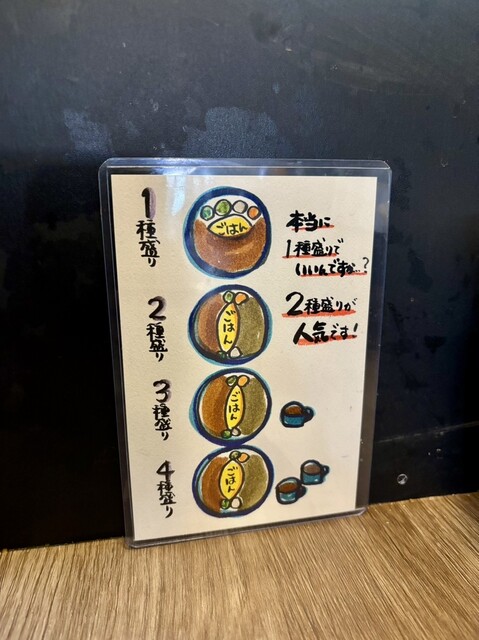 1種盛り
ごはん
本当に
1種盛りで
いいんですか…?
2種盛り
ごはん
2種盛りが
人気です!
3種盛り
ごはん
4種盛り
ごはん